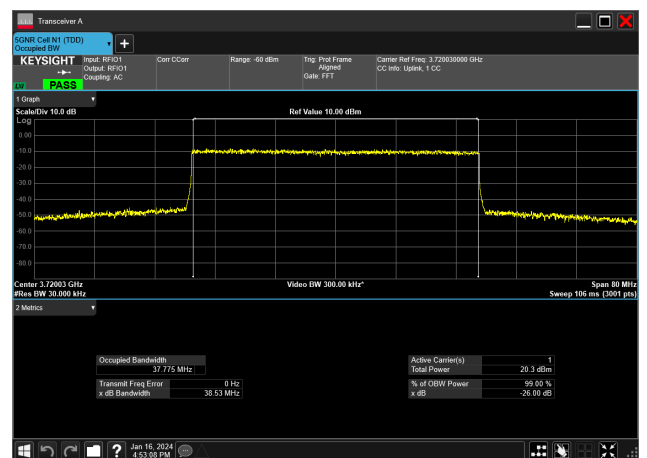 Transceiver A
5GNR Cell N1 (TDD)
Occupied BW
KEYSIGHT
LV
PASS
Input: RFIO1
Output: RFIO1
Coupling: AC
Corr CCorr
Range: -60 dBm
Trig: Prot Frame
Aligned
Gate: FFT
Carrier Ref Freq: 3.720030000 GHz
CC Info: Uplink, 1 CC
1 Graph
Scale/Div 10.0 dB
Ref Value 10.00 dBm
Log
0.00
-10.0
-20.0
-30.0
-40.0
-50.0
-60.0
-70.0
-80.0
Center 3.72003 GHz
Video BW 300.00 kHz*
Span 80 MHz
#Res BW 30.000 kHz
Sweep 106 ms (3001 pts)
2 Metrics
Occupied Bandwidth
37.775 MHz
Transmit Freq Error 0 Hz
x dB Bandwidth 38.53 MHz
Active Carrier(s) 1
Total Power 20.3 dBm
% of OBW Power 99.00 %
x dB -26.00 dB
?
Jan 16, 2024
4:53:08 PM